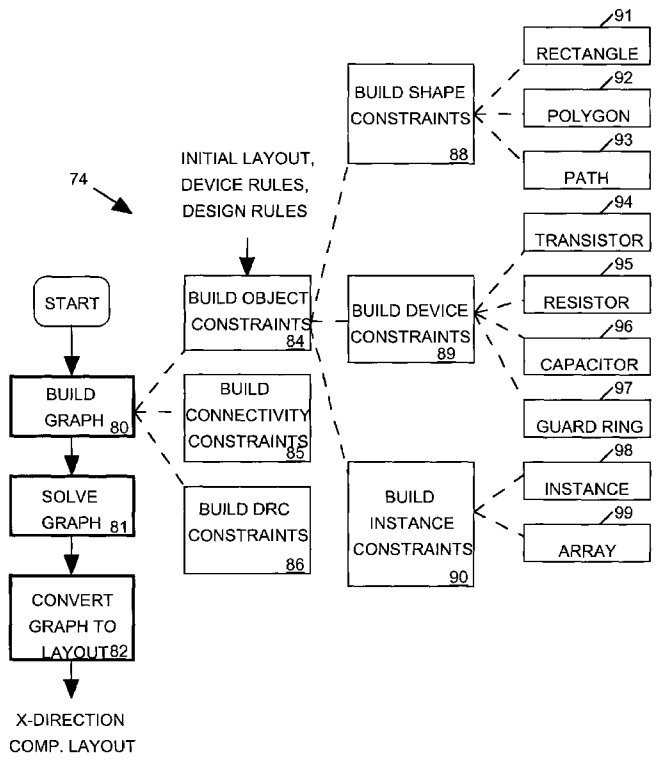 91
RECTANGLE
92
POLYGON
93
PATH
BUILD SHAPE
CONSTRAINTS
88
INITIAL LAYOUT,
DEVICE RULES,
DESIGN RULES
74
94
TRANSISTOR
95
RESISTOR
96
CAPACITOR
97
GUARD RING
START
BUILD OBJECT
CONSTRAINTS
84
BUILD DEVICE
CONSTRAINTS
89
BUILD
GRAPH
80
BUILD
CONNECTIVITY
CONSTRAINTS
85
98
INSTANCE
99
ARRAY
SOLVE
GRAPH
81
BUILD DRC
CONSTRAINTS
86
BUILD
INSTANCE
CONSTRAINTS
90
CONVERT
GRAPH TO
LAYOUT 82
X-DIRECTION
COMP. LAYOUT